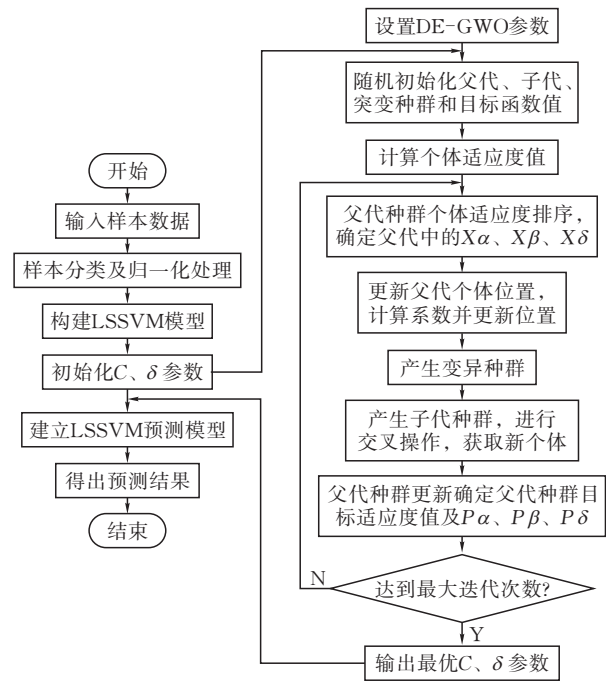 开始
输入样本数据
样本分类及归一化处理
构建LSSVM模型
初始化C、δ 参数
建立LSSVM预测模型
得出预测结果
结束
设置DE-GWO参数
随机初始化父代、子代、
突变种群和目标函数值
计算个体适应度值
父代种群个体适应度排序，
确定父代中的Xα、Xβ、Xδ
更新父代个体位置，
计算系数并更新位置
产生变异种群
产生子代种群，进行
交叉操作，获取新个体
父代种群更新确定父代种群目
标适应度值及Pα、Pβ、Pδ
达到最大迭代次数?
N
Y
输出最优C、δ 参数